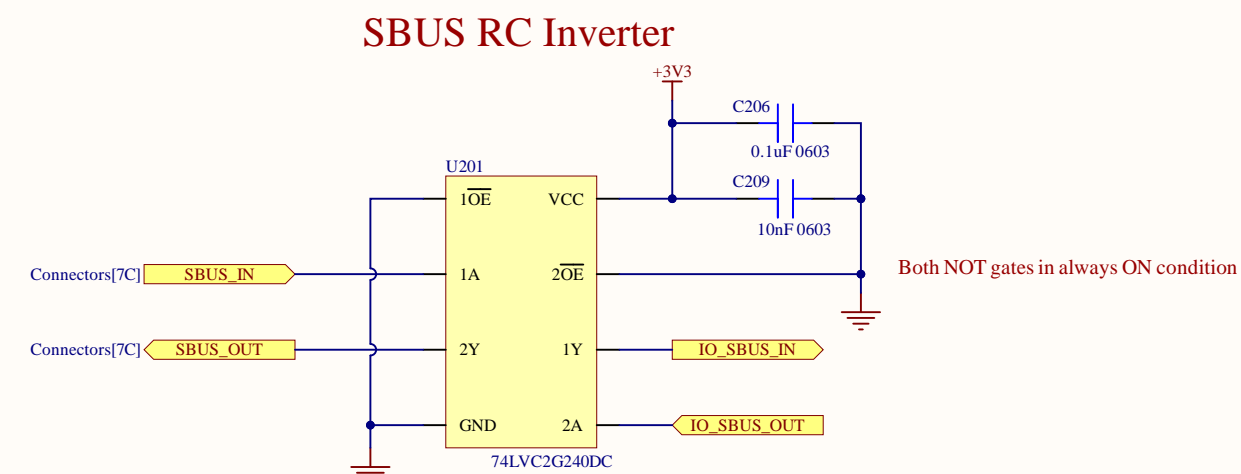 SBUS RC Inverter
+3V3
C206
0.1uF 0603
U201
C209
1OE VCC
10nF 0603
Connectors[7C] SBUS_IN 1A 2OE
Both NOT gates in always ON condition
Connectors[7C] SBUS_OUT 2Y 1Y IO_SBUS_IN
GND 2A IO_SBUS_OUT
74LVC2G240DC